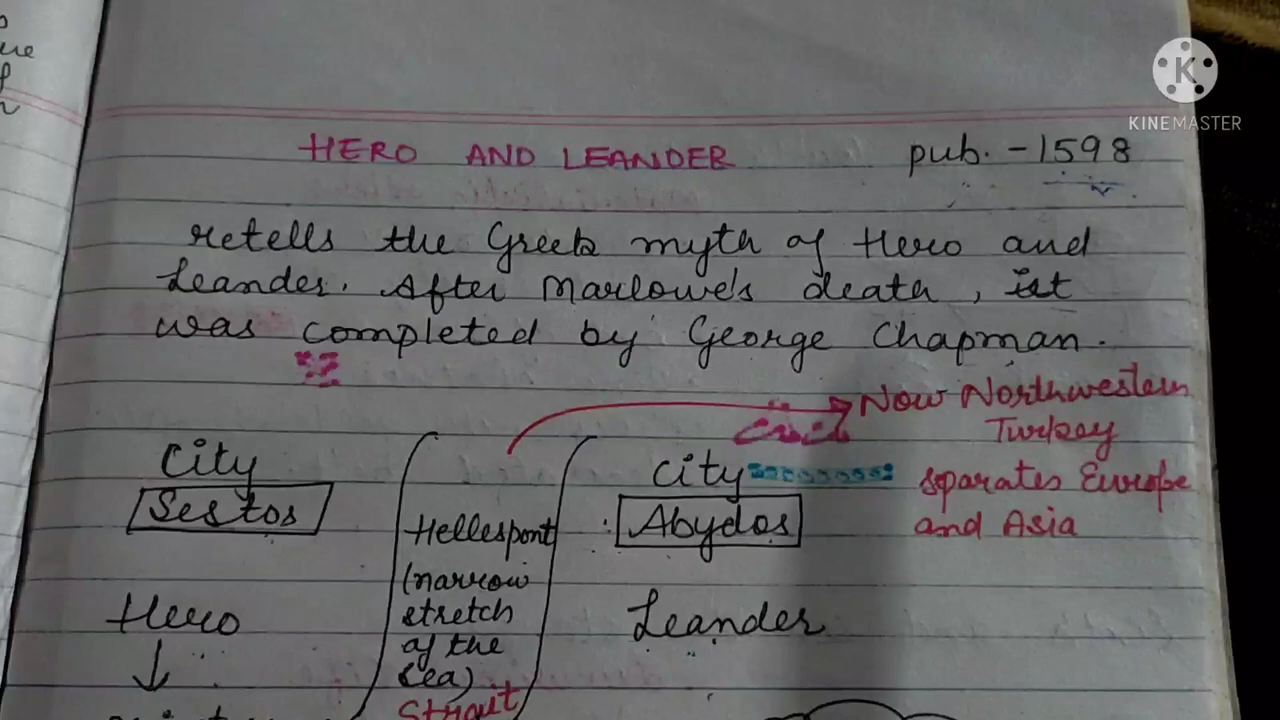 HERO AND LEANDER pub. - 1598
retells the Greek myth of Hero and
Leander. After Marlowe's death, it
was completed by George Chapman.
Now Northwestern
Turkey
separates Europe
and Asia
City
Sestos
Hero
Hellespont
(narrow
stretch
of the
sea)
Strait
City
Abydos
Leander
KINEMASTER